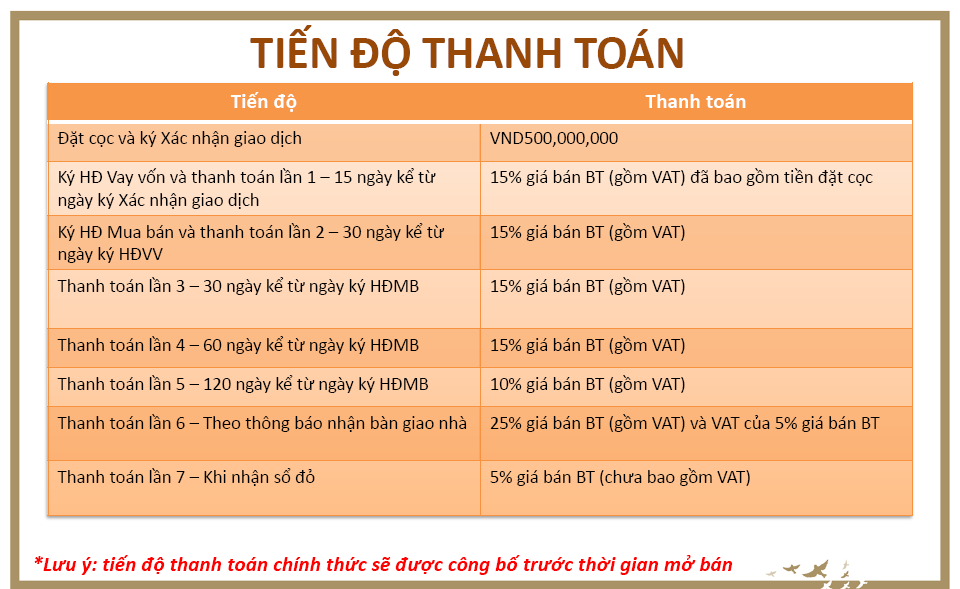 TIẾN ĐỘ THANH TOÁN
Tiến độ
Thanh toán
Đặt cọc và ký Xác nhận giao dịch
VND500,000,000
Ký HĐ Vay vốn và thanh toán lần 1 – 15 ngày kể từ
ngày ký Xác nhận giao dịch
15% giá bán BT (gồm VAT) đã bao gồm tiền đặt cọc
Ký HĐ Mua bán và thanh toán lần 2 – 30 ngày kể từ
ngày ký HĐVV
15% giá bán BT (gồm VAT)
Thanh toán lần 3 – 30 ngày kể từ ngày ký HĐMB
15% giá bán BT (gồm VAT)
Thanh toán lần 4 – 60 ngày kể từ ngày ký HĐMB
15% giá bán BT (gồm VAT)
Thanh toán lần 5 – 120 ngày kể từ ngày ký HĐMB
10% giá bán BT (gồm VAT)
Thanh toán lần 6 – Theo thông báo nhận bàn giao nhà
25% giá bán BT (gồm VAT) và VAT của 5% giá bán BT
Thanh toán lần 7 – Khi nhận sổ đỏ
5% giá bán BT (chưa bao gồm VAT)
*Lưu ý: tiến độ thanh toán chính thức sẽ được công bố trước thời gian mở bán